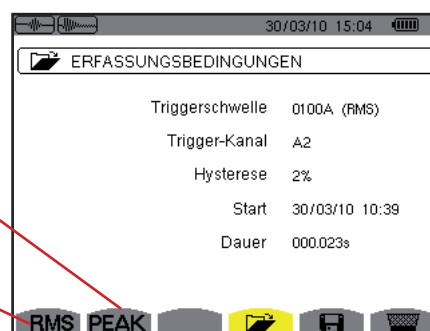 30/03/10 15:04
ERFASSUNGSBEDINGUNGEN
Triggerschwelle 0100A (RMS)
Trigger-Kanal A2
Hysterese 2%
Start 30/03/10 10:39
Dauer 000.023s
RMS PEAK